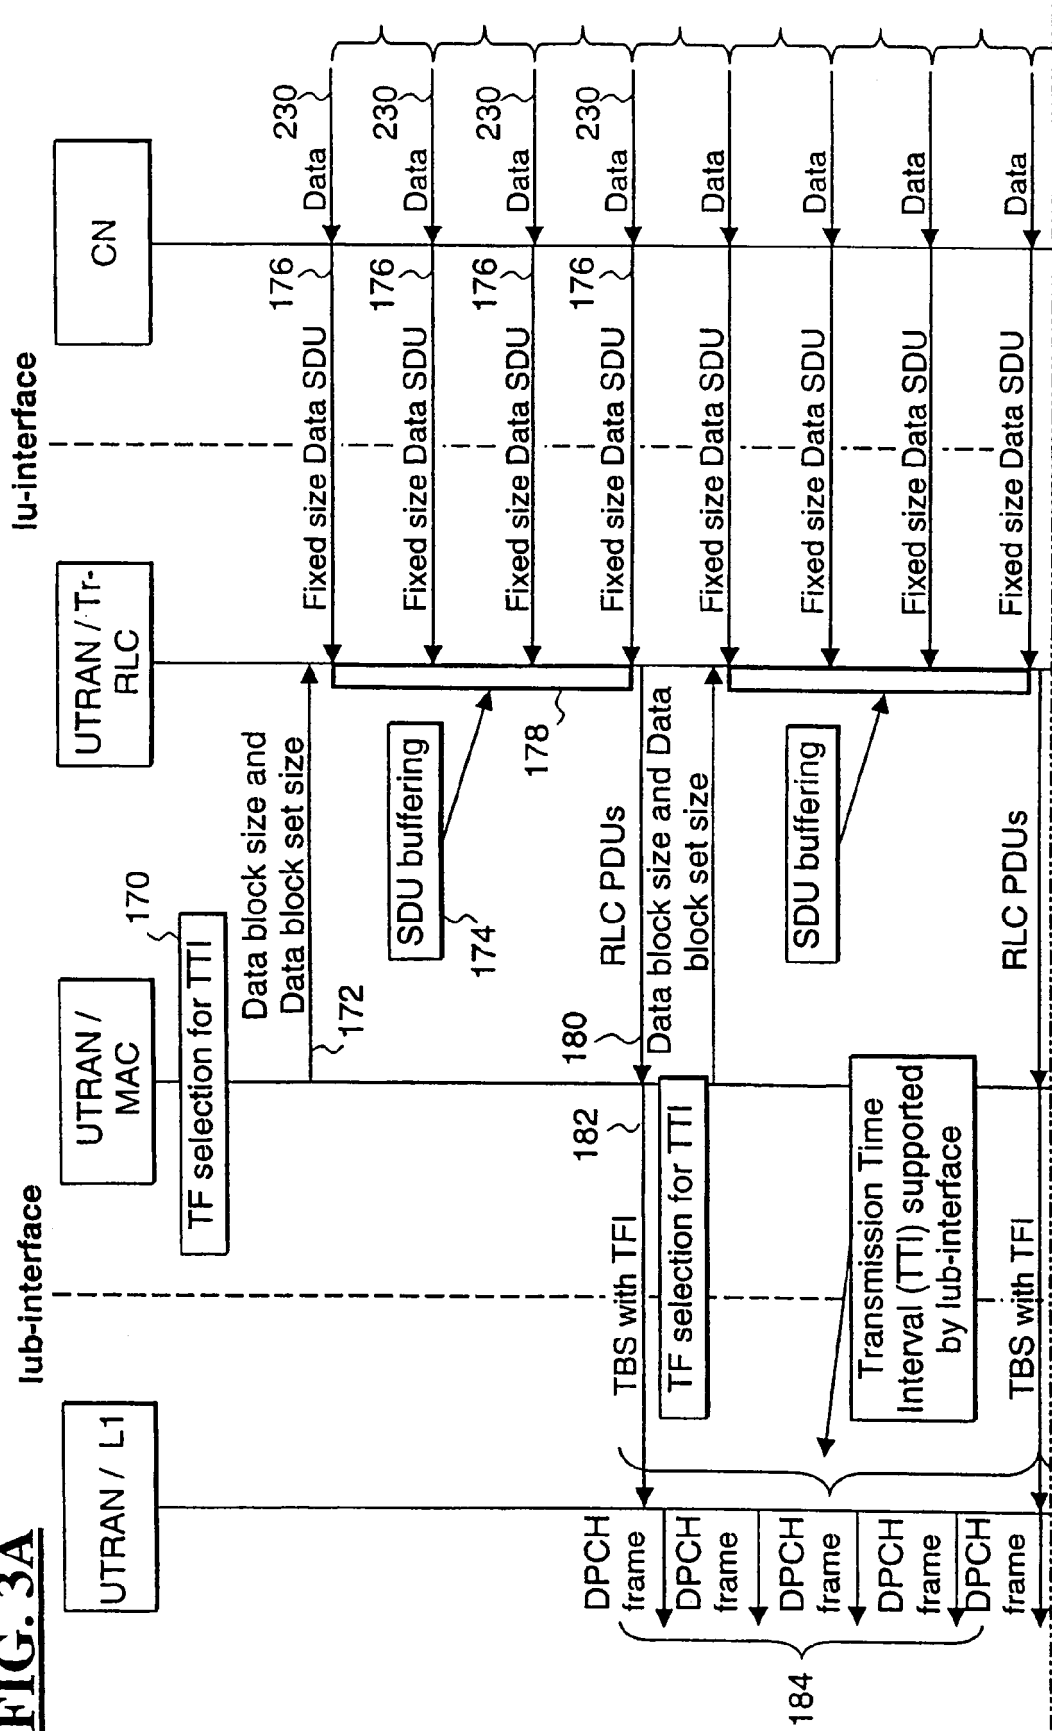 FIG. 3A
Iub-interface
Iu-interface
UTRAN / L1
UTRAN /
MAC
UTRAN / Tr-
RLC
CN
TF selection for TTI
170
Data block size and
Data block set size
172
Fixed size Data SDU
176
Data
230
Fixed size Data SDU
176
Data
230
SDU buffering
174
178
Fixed size Data SDU
176
Data
230
Fixed size Data SDU
176
Data
230
RLC PDUs
180
TBS with TFI
182
DPCH
frame
TF selection for TTI
Data block size and Data
block set size
DPCH
frame
Fixed size Data SDU
Data
SDU buffering
DPCH
frame
Fixed size Data SDU
Data
Transmission Time
Interval (TTI) supported
by Iub-interface
DPCH
frame
Fixed size Data SDU
Data
184
RLC PDUs
TBS with TFI
DPCH
frame
Fixed size Data SDU
Data